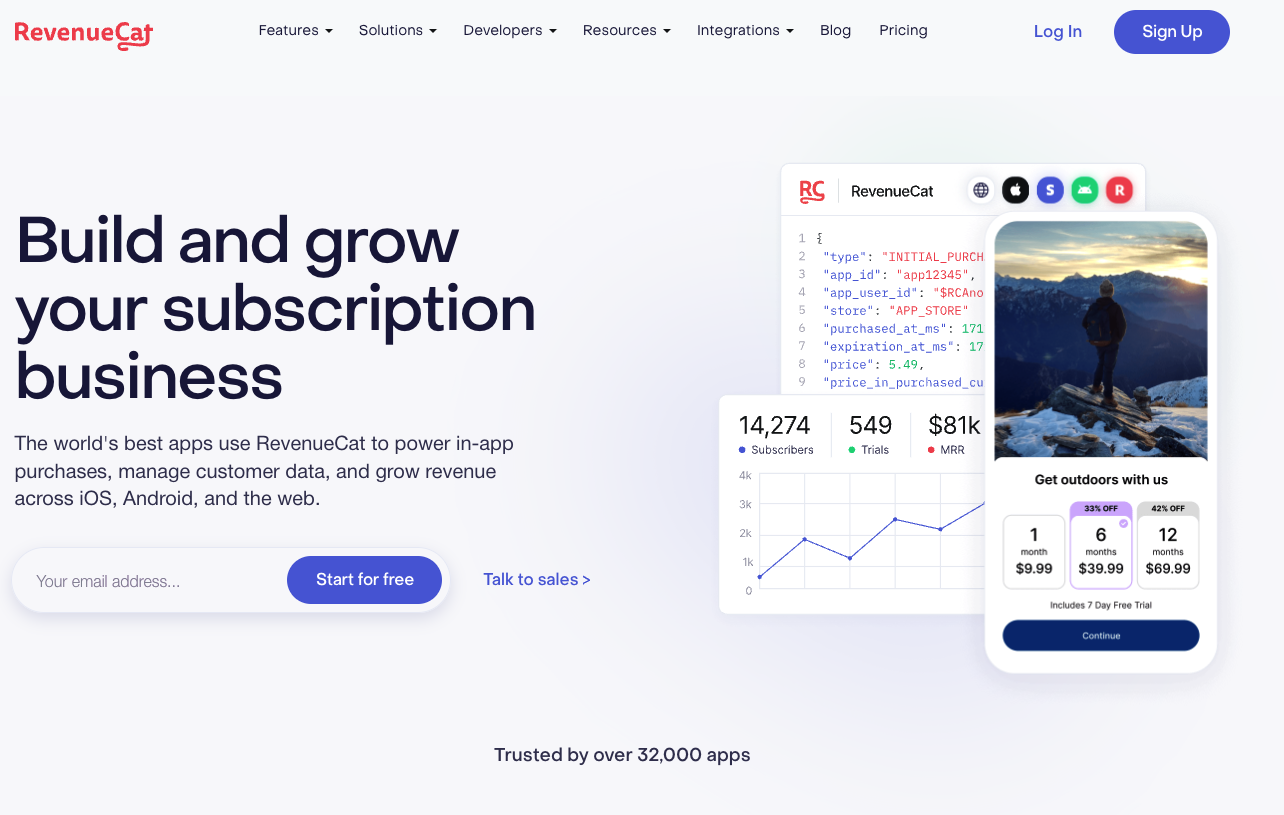 RevenueCat
Features
Solutions
Developers
Resources
Integrations
Blog
Pricing
Log In
Sign Up
Build and grow
your subscription
business
The world's best apps use RevenueCat to power in-app
purchases, manage customer data, and grow revenue
across iOS, Android, and the web.
Your email address...
Start for free
Talk to sales >
RC
RevenueCat
S
R
1 {
2 "type": "INITIAL_PURCH
3 "app_id": "app12345",
4 "app_user_id": "$RCAno
5 "store": "APP_STORE"
6 "purchased_at_ms": 171
7 "expiration_at_ms": 17
8 "price": 5.49,
9 "price_in_purchased_cu
14,274
Subscribers
549
Trials
$81k
MRR
4k
3k
2k
1k
0
Get outdoors with us
1
month
$9.99
33% OFF
6
months
$39.99
42% OFF
12
months
$69.99
Includes 7 Day Free Trial
Continue
Trusted by over 32,000 apps